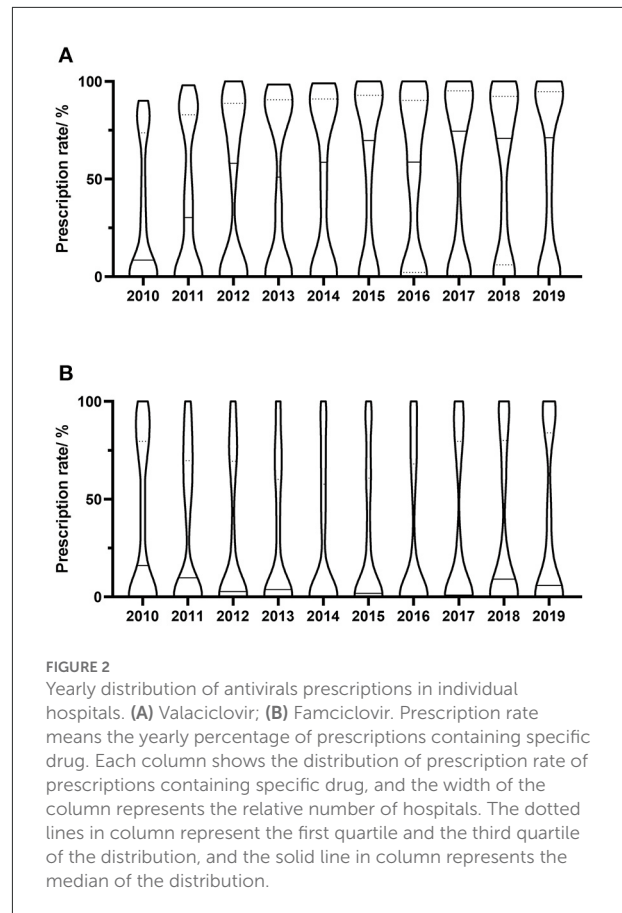 A
Prescription rate/ %
100
50
0
2010 2011 2012 2013 2014 2015 2016 2017 2018 2019
B
Prescription rate/ %
100
50
0
2010 2011 2012 2013 2014 2015 2016 2017 2018 2019
FIGURE 2
Yearly distribution of antivirals prescriptions in individual
hospitals. (A) Valaciclovir; (B) Famciclovir. Prescription rate
means the yearly percentage of prescriptions containing specific
drug. Each column shows the distribution of prescription rate of
prescriptions containing specific drug, and the width of the
column represents the relative number of hospitals. The dotted
lines in column represent the first quartile and the third quartile
of the distribution, and the solid line in column represents the
median of the distribution.